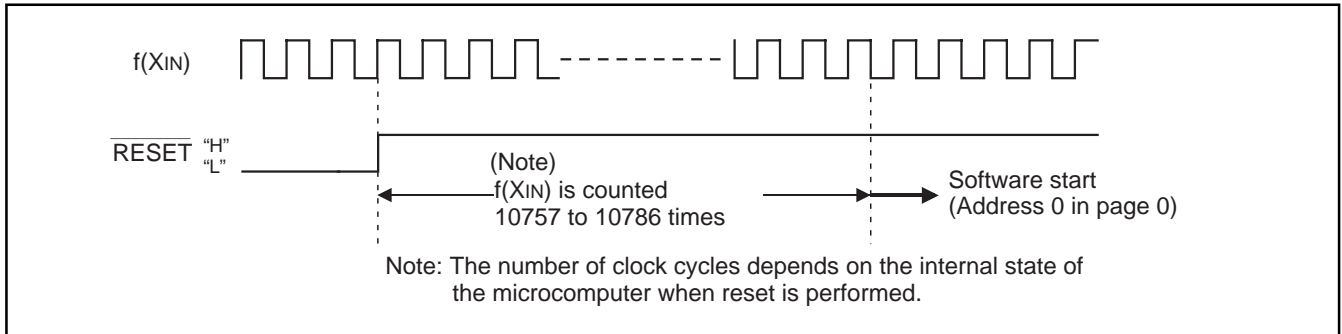 f(XIN)
RESET "H"
"L"
(Note)
f(XIN) is counted
10757 to 10786 times
Software start
(Address 0 in page 0)
Note: The number of clock cycles depends on the internal state of
the microcomputer when reset is performed.